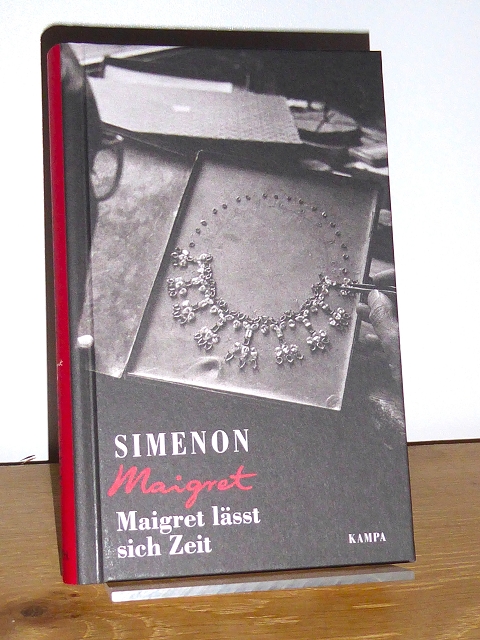 SIMENON
Maigret
Maigret lässt
sich Zeit
KAMPA